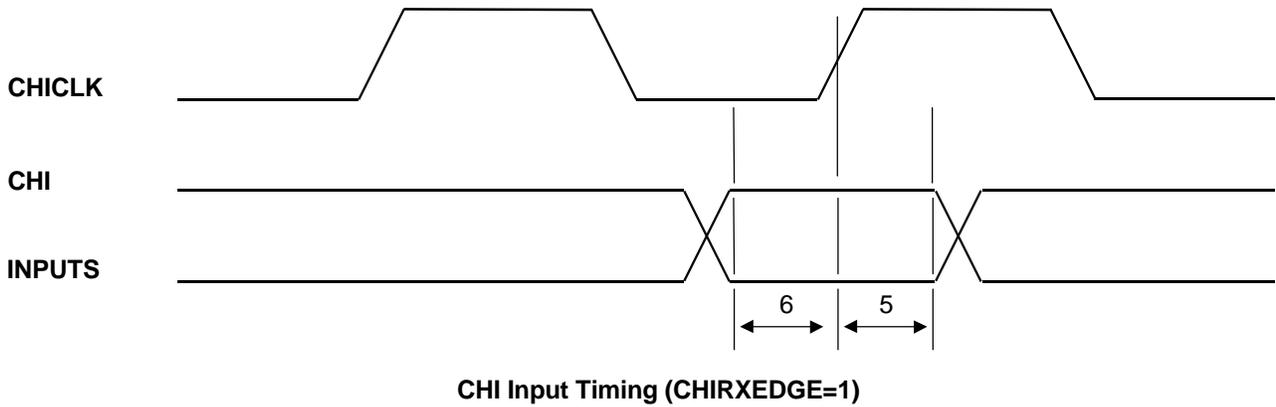 CHICLK
CHI
INPUTS
6 5
CHI Input Timing (CHIRXEDGE=1)